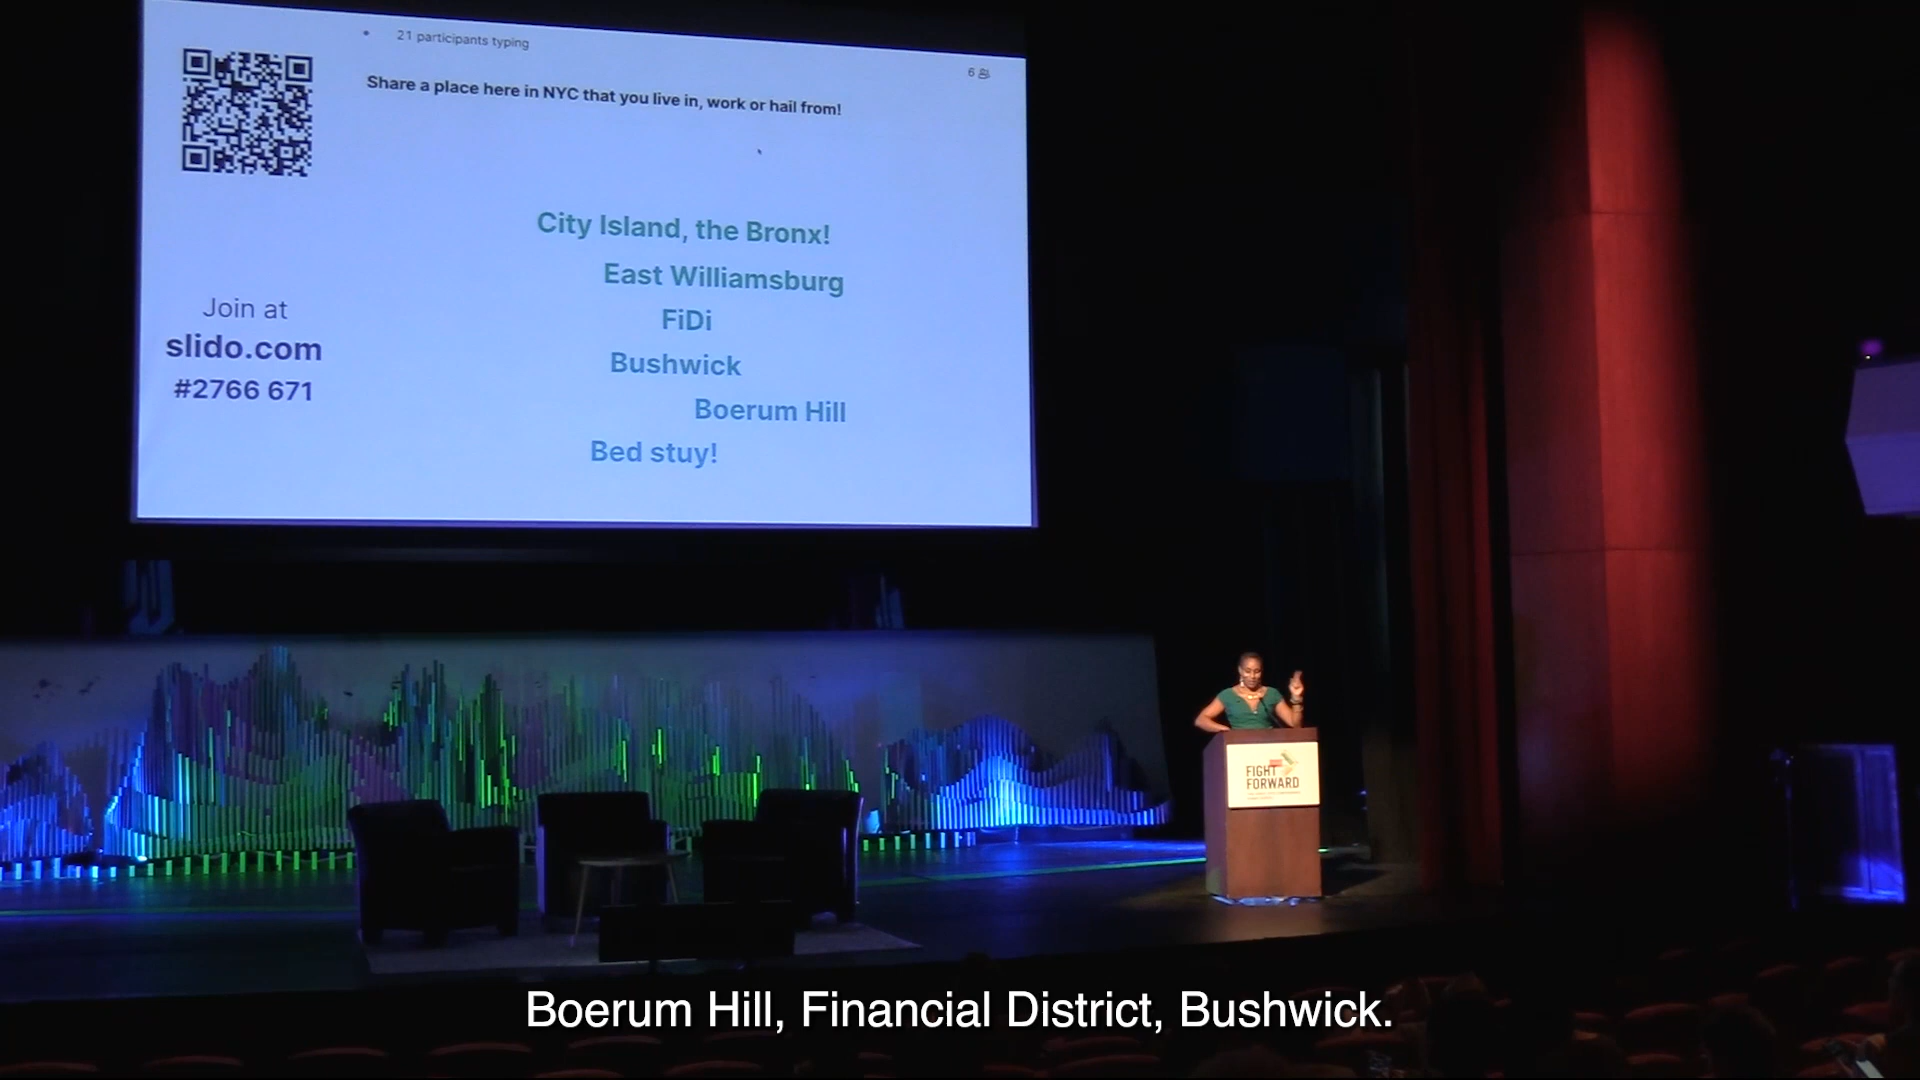 21 participants typing
6
Share a place here in NYC that you live in, work or hail from!
City Island, the Bronx!
East Williamsburg
FiDi
Bushwick
Boerum Hill
Bed stuy!
Join at
slido.com
#2766 671
FIGHT
FORWARD
Boerum Hill, Financial District, Bushwick.